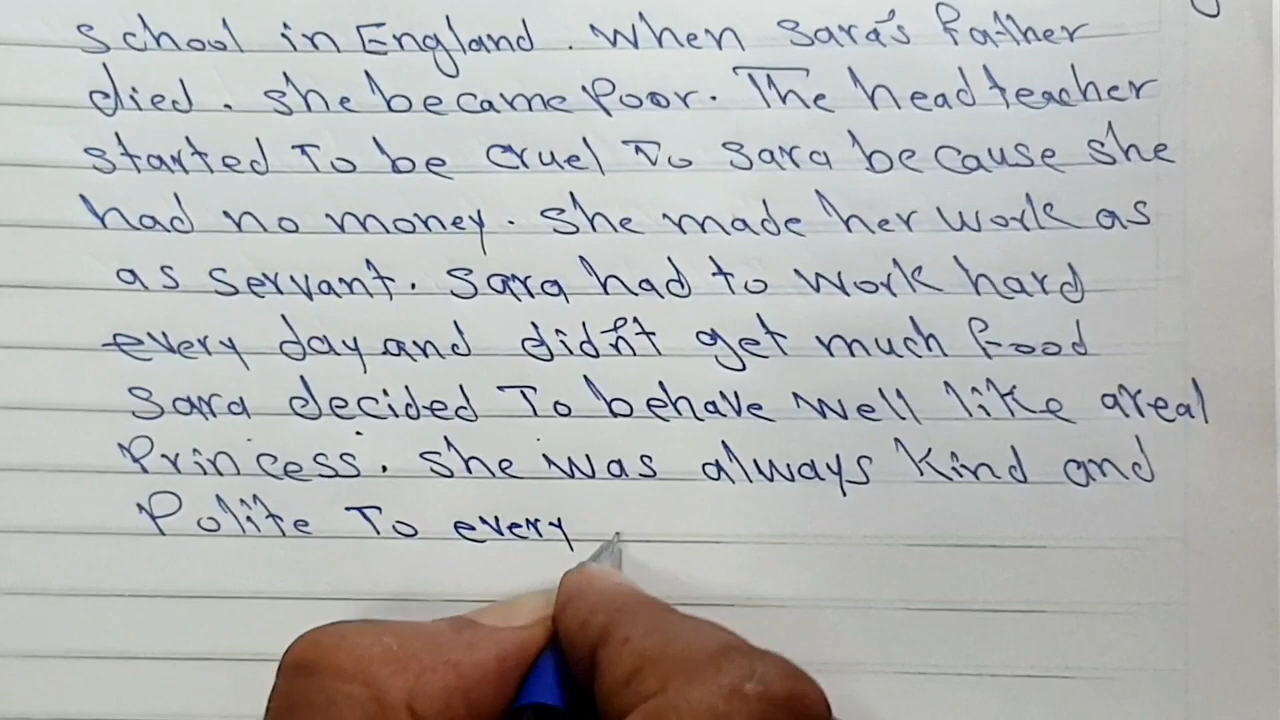 School in England. When Sara's father
died. She became Poor. The head teacher
started To be cruel To Sara because she
had no money. She made her work as
as servant. Sara had to work hard
every day and didn't get much food
Sara decided To behave well like a real
Princess. She was always Kind and
Polite To every